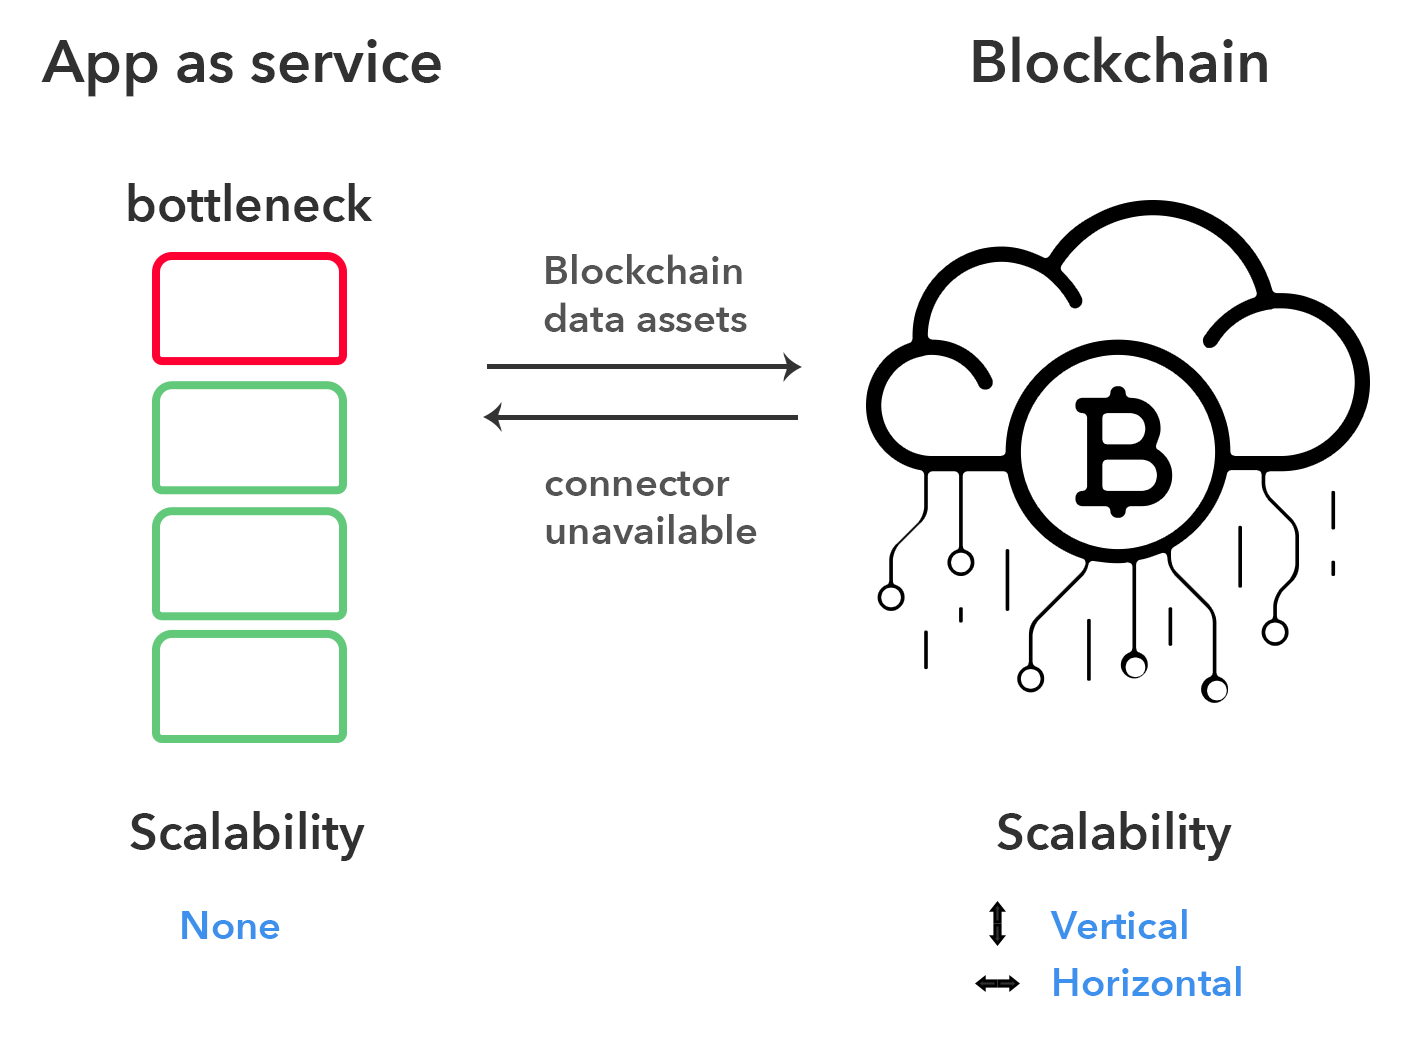 App as service
Blockchain
bottleneck
Blockchain
data assets
connector
unavailable
Scalability
None
Scalability
Vertical
Horizontal